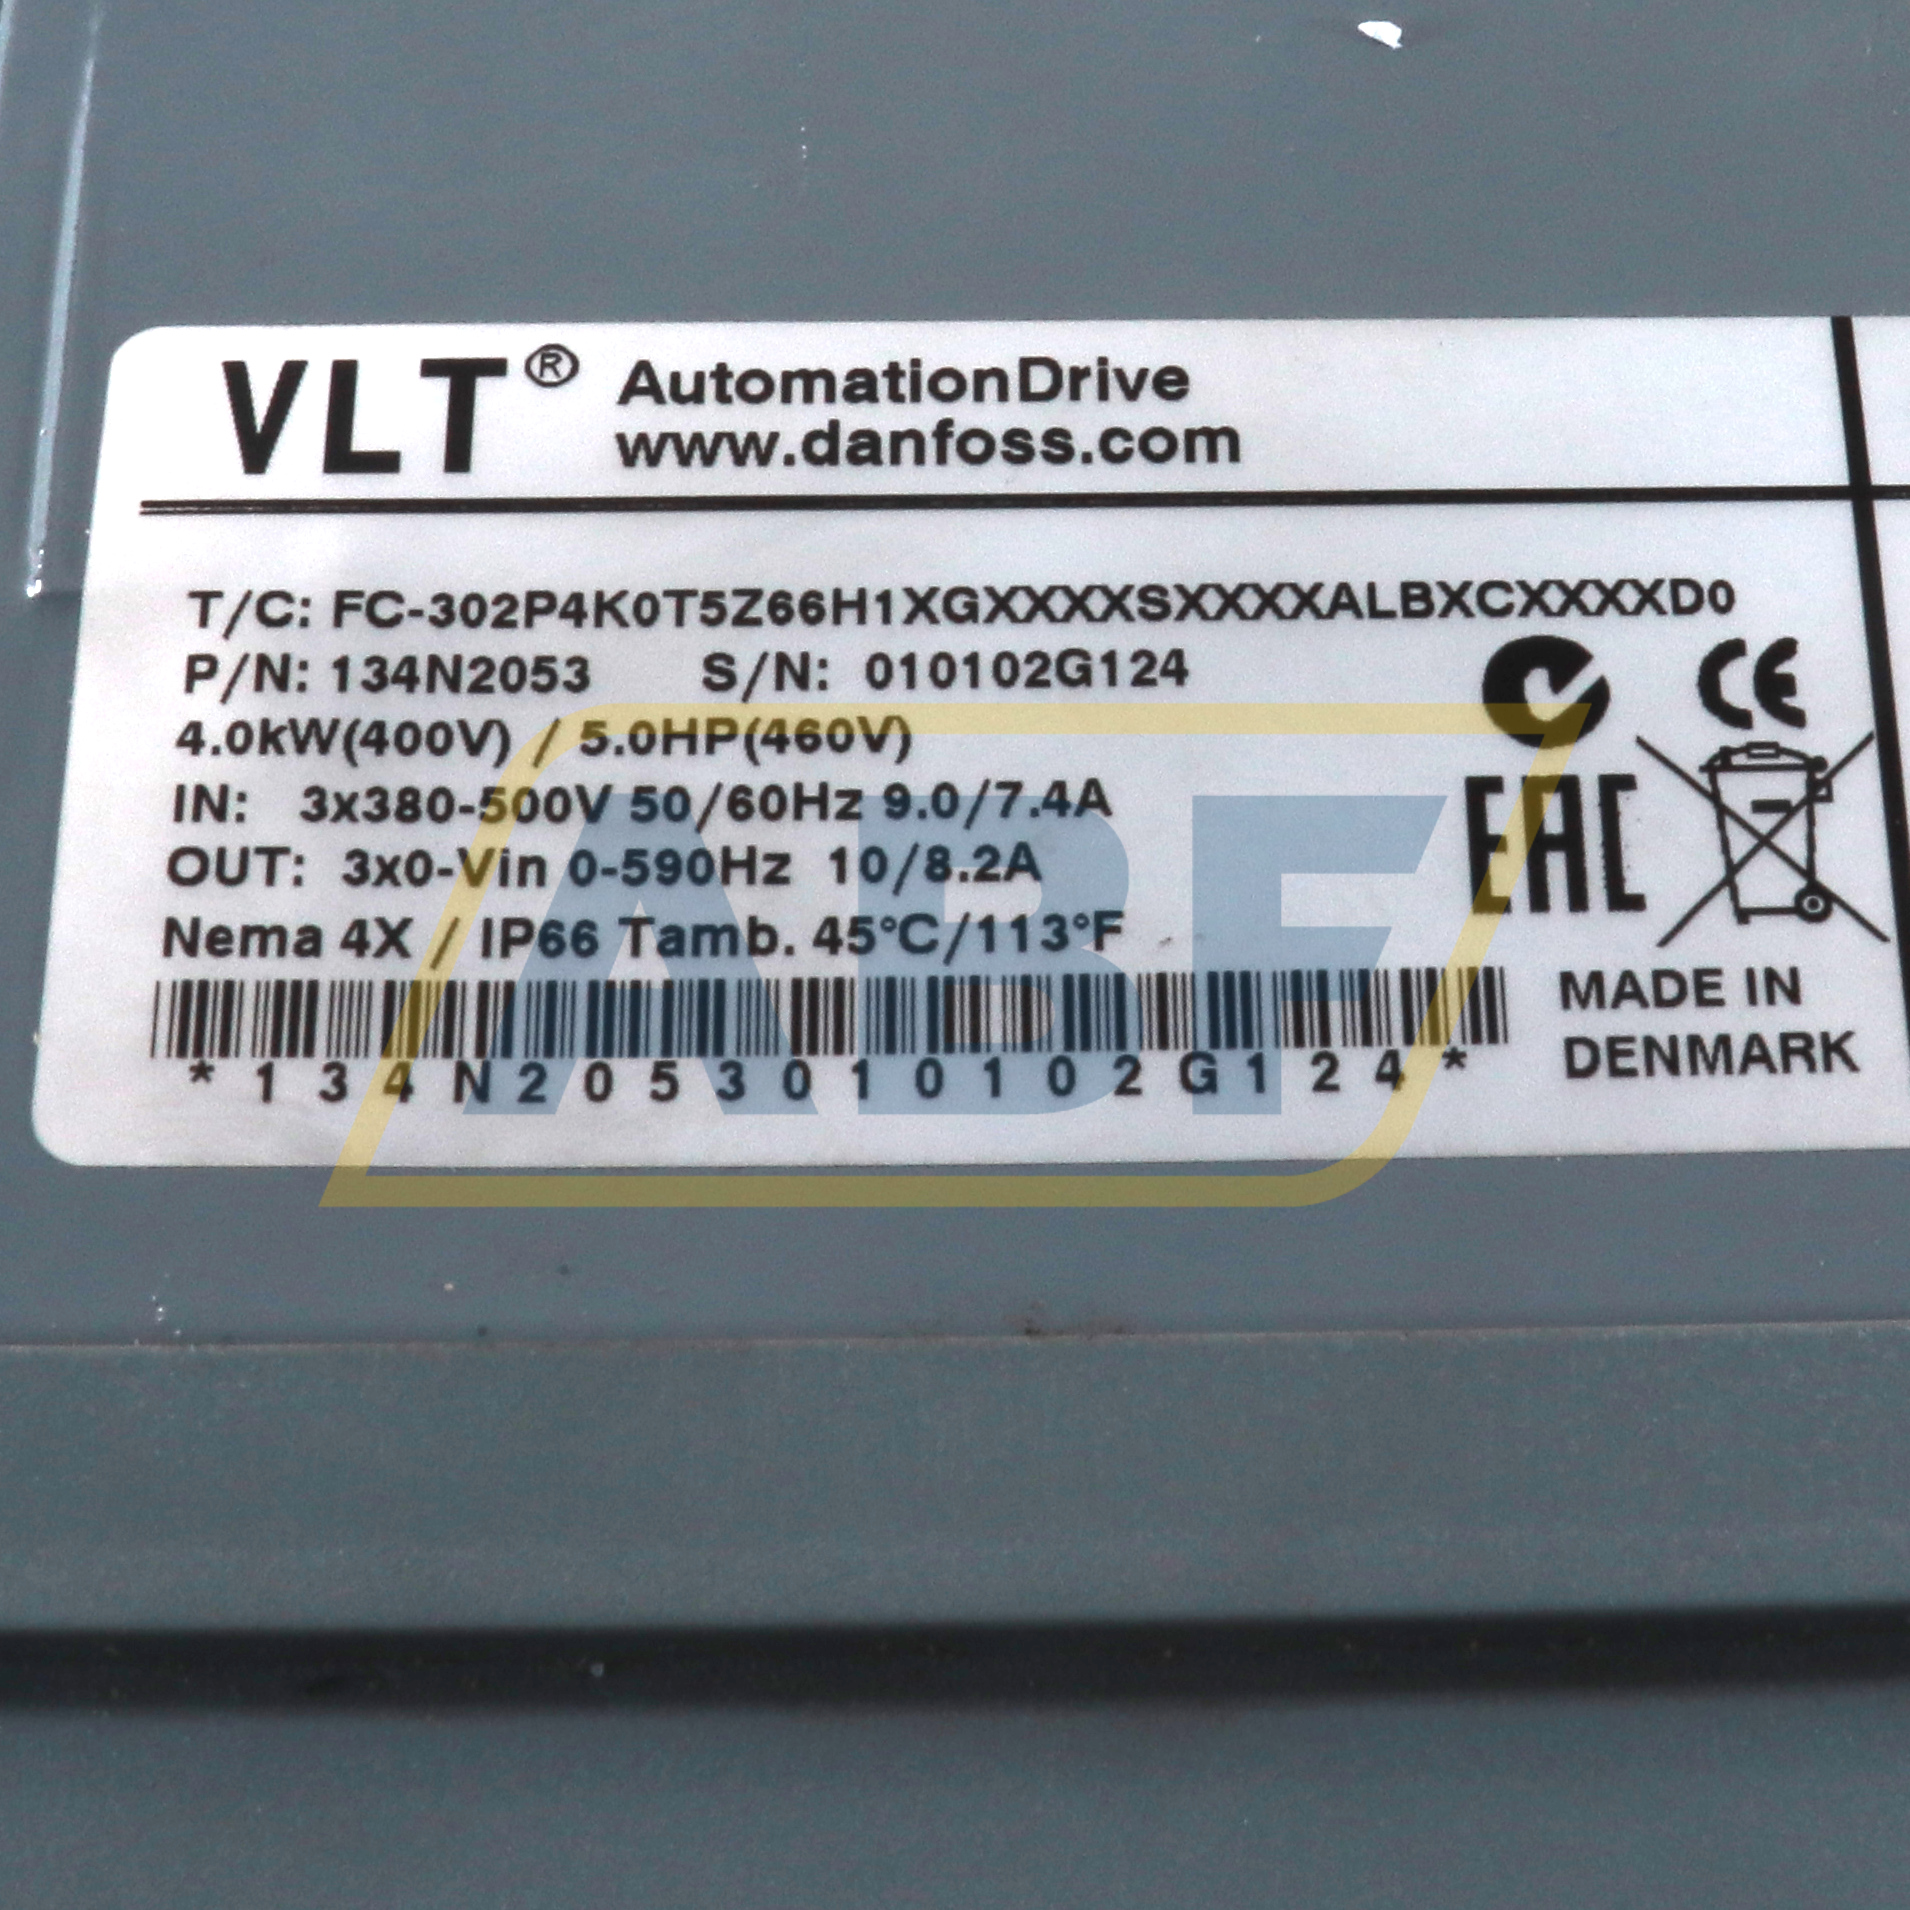 VLT® AutomationDrive
www.danfoss.com
T/C: FC-302P4K0T5Z66H1XGXXXXSXXXXALBXCXXXXD0
P/N: 134N2053 S/N: 010102G124
4.0kW(400V) / 5.0HP(460V)
IN: 3x380-500V 50/60Hz 9.0/7.4A
OUT: 3x0-Vin 0-590Hz 10/8.2A
Nema 4X / IP66 Tamb. 45°C/113°F
*134N2053010102G124*
CE
EAC
MADE IN
DENMARK
ABF